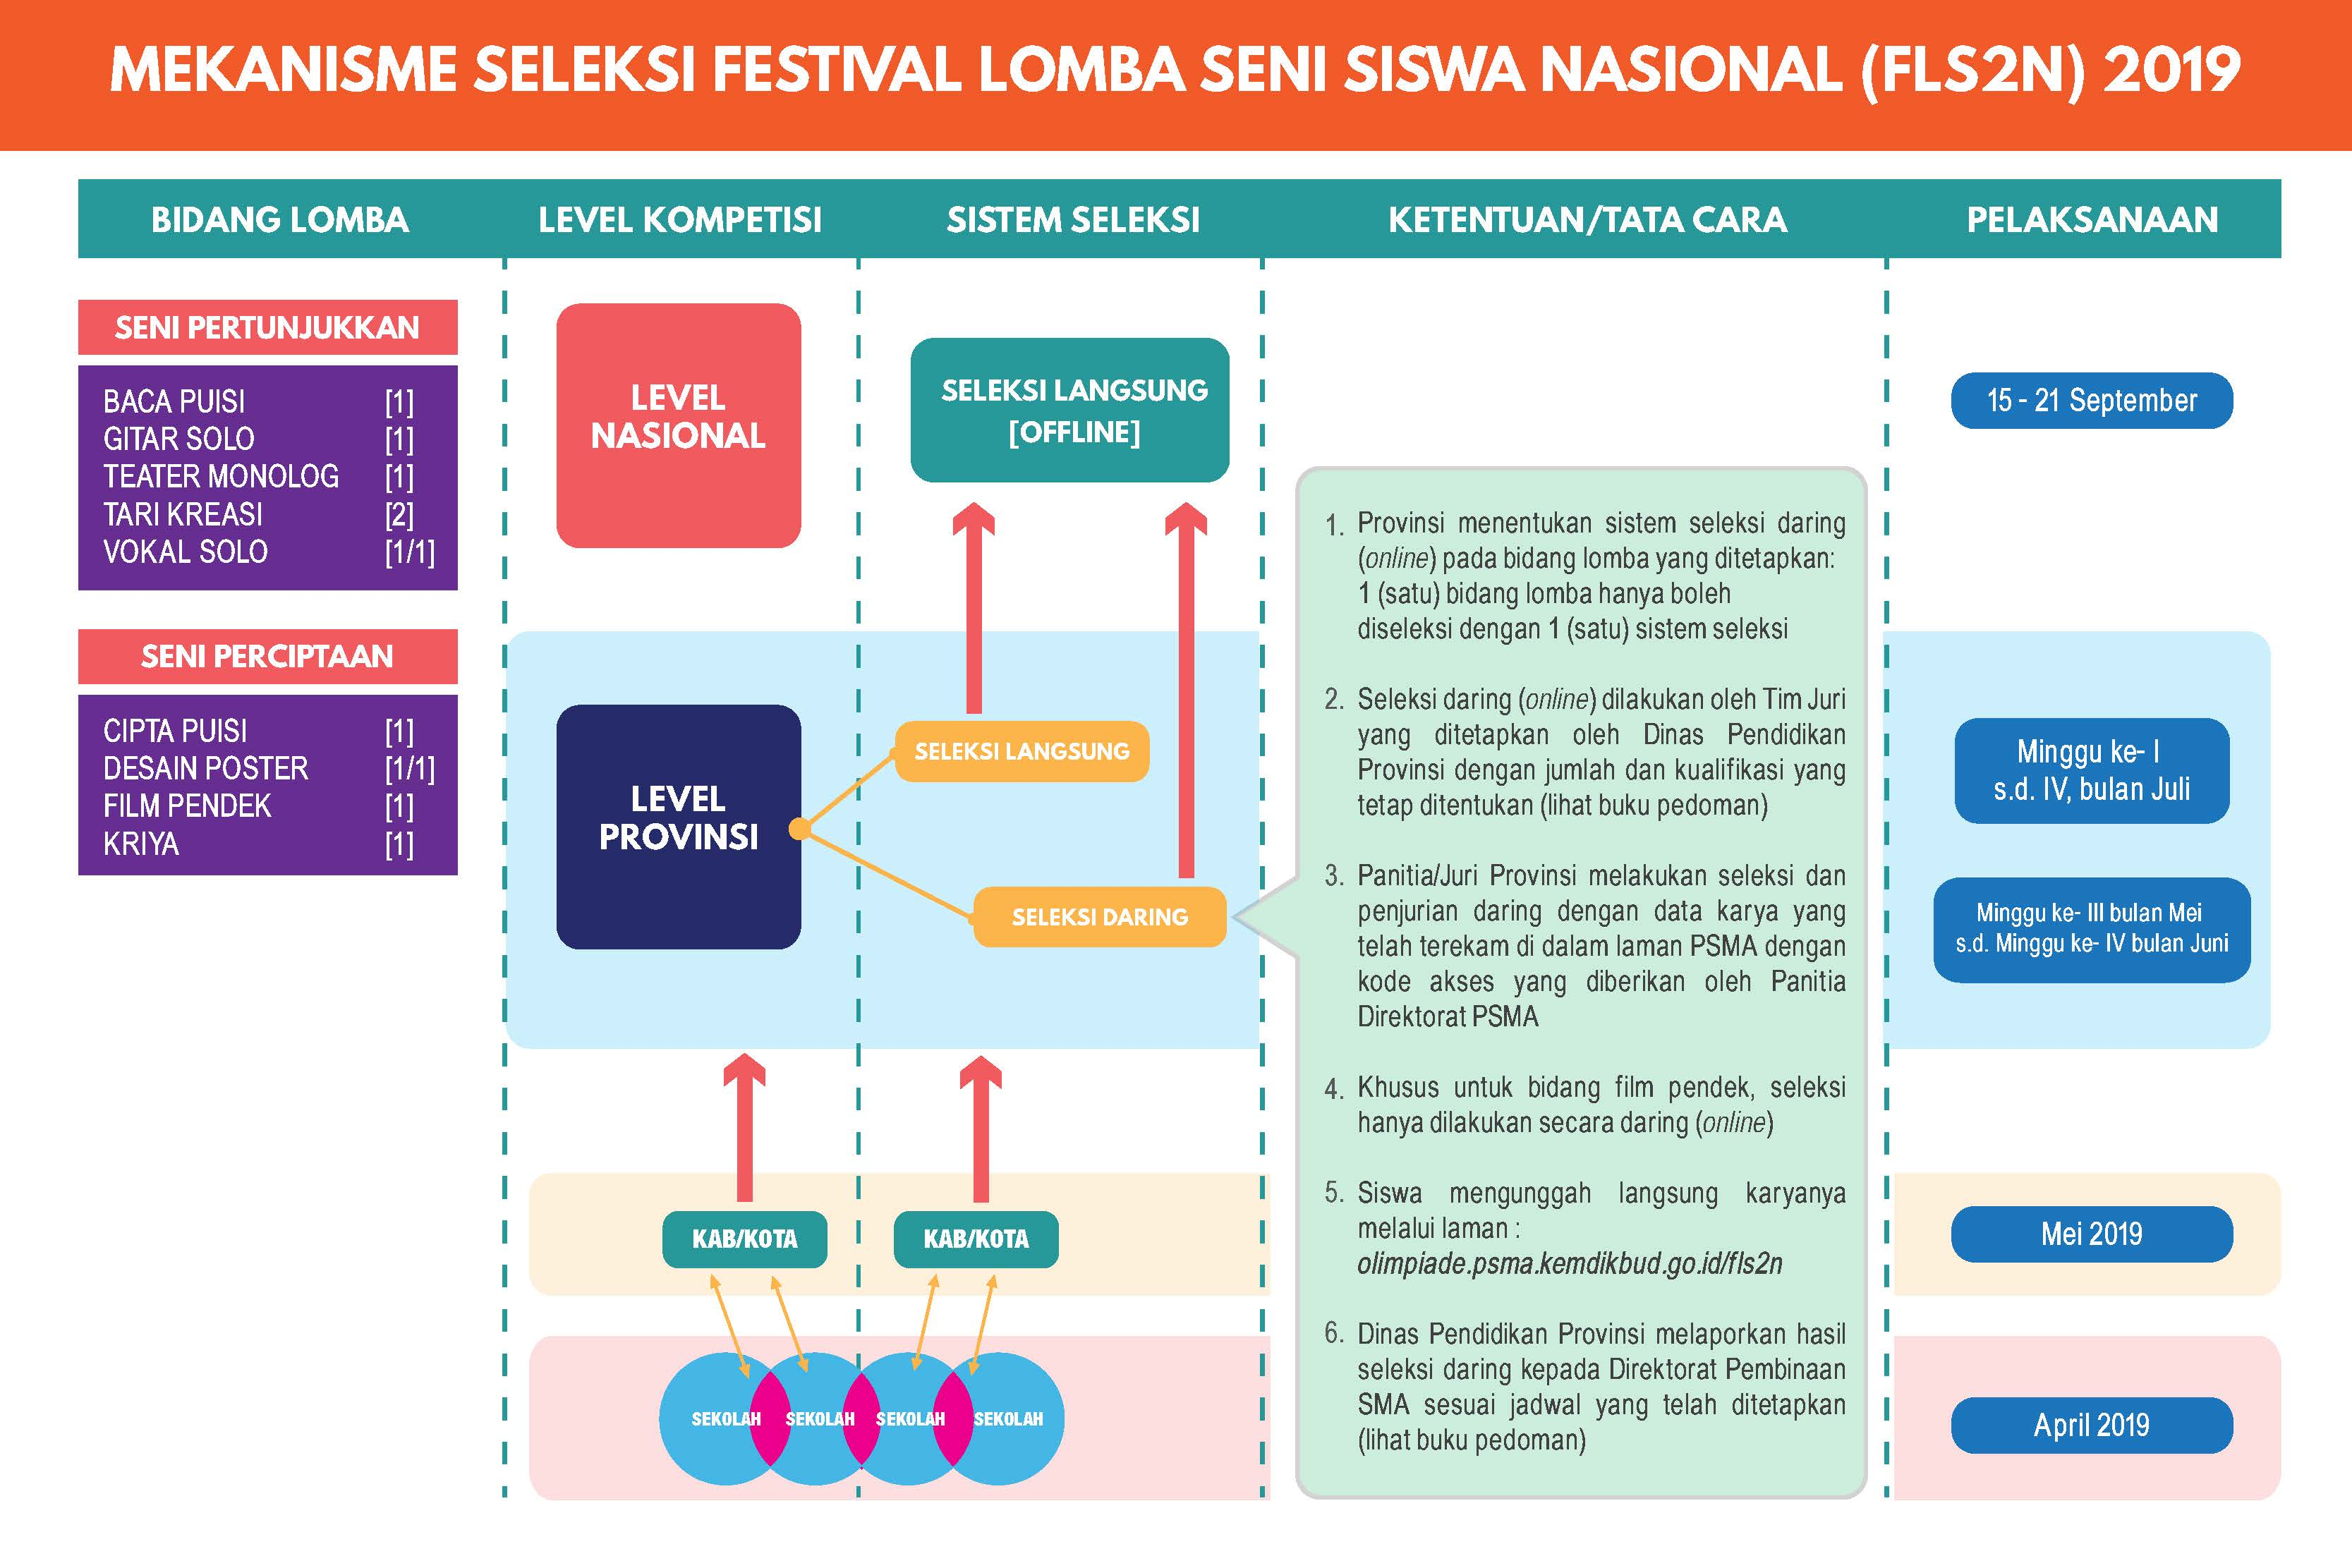 MEKANISME SELEKSI FESTIVAL LOMBA SENI SISWA NASIONAL (FLS2N) 2019
BIDANG LOMBA
LEVEL KOMPETISI
SISTEM SELEKSI
KETENTUAN/TATA CARA
PELAKSANAAN
SENI PERTUNJUKKAN
BACA PUISI [1]
GITAR SOLO [1]
TEATER MONOLOG [1]
TARI KREASI [2]
VOKAL SOLO [1/1]
SENI PERCIPTAAN
CIPTA PUISI [1]
DESAIN POSTER [1/1]
FILM PENDEK [1]
KRIYA [1]
LEVEL
NASIONAL
LEVEL
PROVINSI
KAB/KOTA
KAB/KOTA
SEKOLAH
SEKOLAH
SEKOLAH
SEKOLAH
SELEKSI LANGSUNG
[OFFLINE]
SELEKSI LANGSUNG
SELEKSI DARING
1. Provinsi menentukan sistem seleksi daring
(online) pada bidang lomba yang ditetapkan:
1 (satu) bidang lomba hanya boleh
diseleksi dengan 1 (satu) sistem seleksi
2. Seleksi daring (online) dilakukan oleh Tim Juri
yang ditetapkan oleh Dinas Pendidikan
Provinsi dengan jumlah dan kualifikasi yang
tetap ditentukan (lihat buku pedoman)
3. Panitia/Juri Provinsi melakukan seleksi dan
penjurian daring dengan data karya yang
telah terekam di dalam laman PSMA dengan
kode akses yang diberikan oleh Panitia
Direktorat PSMA
4. Khusus untuk bidang film pendek, seleksi
hanya dilakukan secara daring (online)
5. Siswa mengunggah langsung karyanya
melalui laman :
olimpiade.psma.kemdikbud.go.id/fls2n
6. Dinas Pendidikan Provinsi melaporkan hasil
seleksi daring kepada Direktorat Pembinaan
SMA sesuai jadwal yang telah ditetapkan
(lihat buku pedoman)
15 - 21 September
Minggu ke- I
s.d. IV, bulan Juli
Minggu ke- III bulan Mei
s.d. Minggu ke- IV bulan Juni
Mei 2019
April 2019